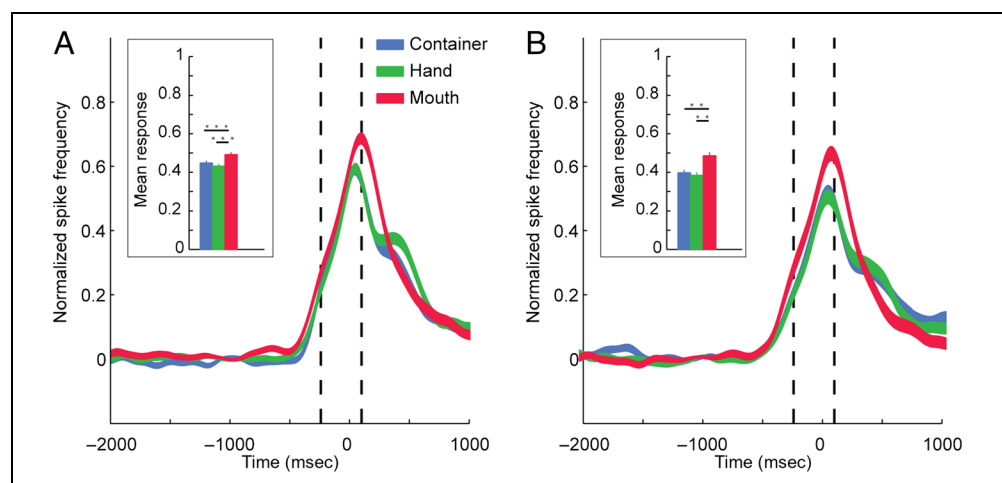 A
Container
Hand
Mouth
Normalized spike frequency
0.8
0.6
0.4
0.2
0
Mean response
1
0.8
0.6
0.4
0.2
0
* * *
* * *
–2000
–1000
0
1000
Time (msec)
B
Normalized spike frequency
0.8
0.6
0.4
0.2
0
Mean response
1
0.8
0.6
0.4
0.2
0
* *
* *
–2000
–1000
0
1000
Time (msec)